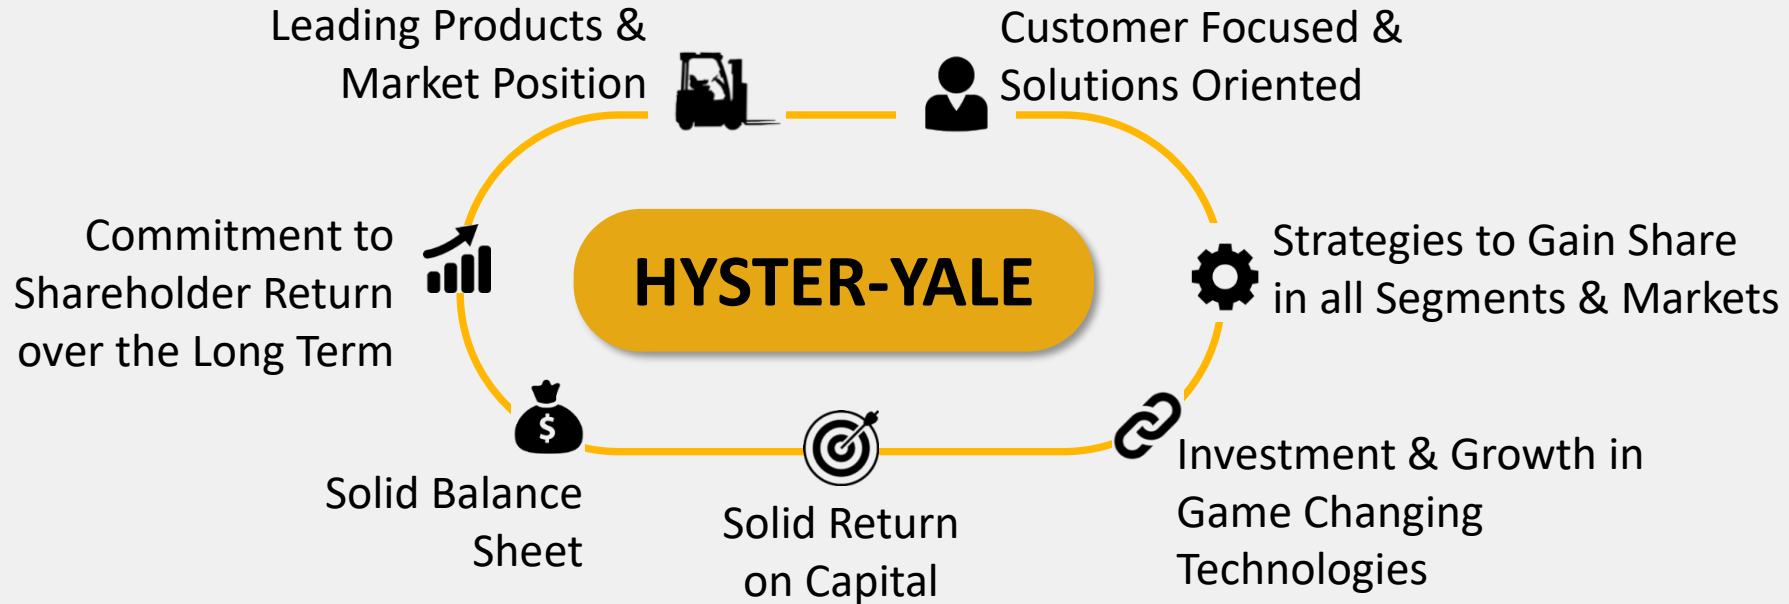 Leading Products &
Market Position
Customer Focused &
Solutions Oriented
Commitment to
Shareholder Return
over the Long Term
HYSTER-YALE
Strategies to Gain Share
in all Segments & Markets
$
Solid Balance
Sheet
Solid Return
on Capital
Investment & Growth in
Game Changing
Technologies